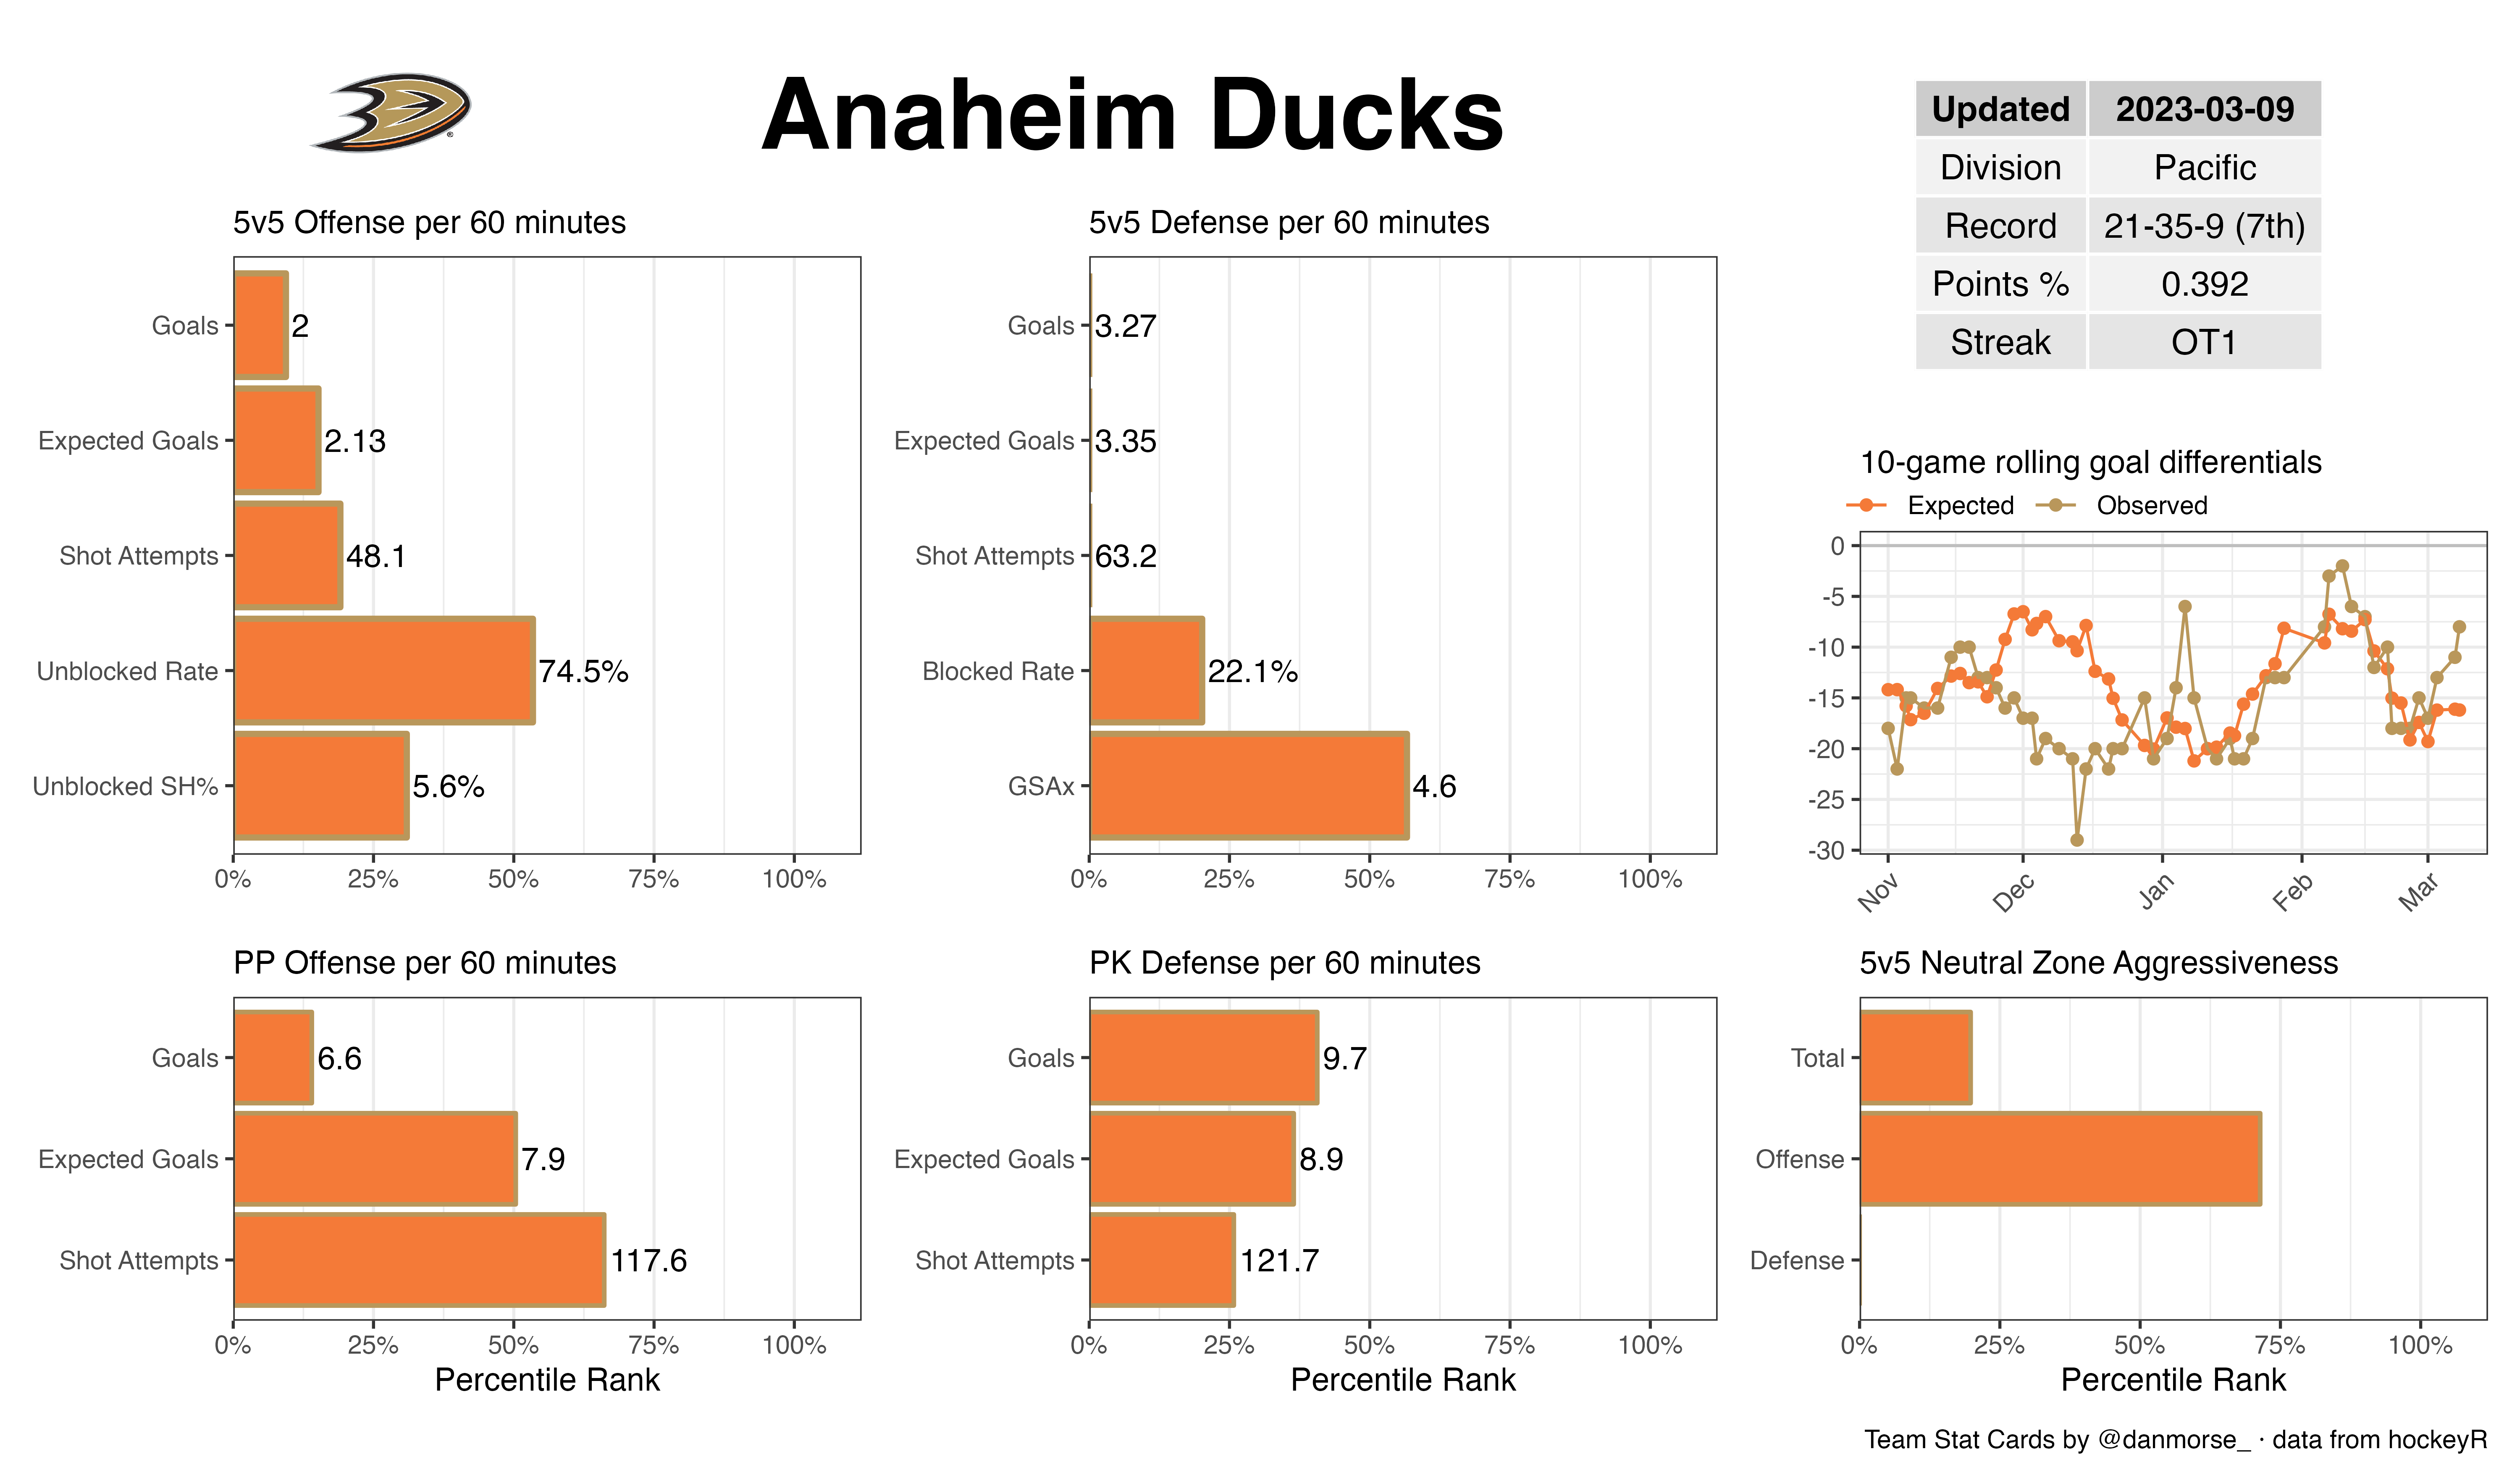 Anaheim Ducks
Updated 2023-03-09
Division Pacific
Record 21-35-9 (7th)
Points % 0.392
Streak OT1
5v5 Offense per 60 minutes
Goals 2
Expected Goals 2.13
Shot Attempts 48.1
Unblocked Rate 74.5%
Unblocked SH% 5.6%
0% 25% 50% 75% 100%
5v5 Defense per 60 minutes
Goals 3.27
Expected Goals 3.35
Shot Attempts 63.2
Blocked Rate 22.1%
GSAx 4.6
0% 25% 50% 75% 100%
10-game rolling goal differentials
Expected Observed
0
-5
-10
-15
-20
-25
-30
Nov Dec Jan Feb Mar
PP Offense per 60 minutes
Goals 6.6
Expected Goals 7.9
Shot Attempts 117.6
0% 25% 50% 75% 100%
Percentile Rank
PK Defense per 60 minutes
Goals 9.7
Expected Goals 8.9
Shot Attempts 121.7
0% 25% 50% 75% 100%
Percentile Rank
5v5 Neutral Zone Aggressiveness
Total
Offense
Defense
0% 25% 50% 75% 100%
Percentile Rank
Team Stat Cards by @danmorse_ · data from hockeyR